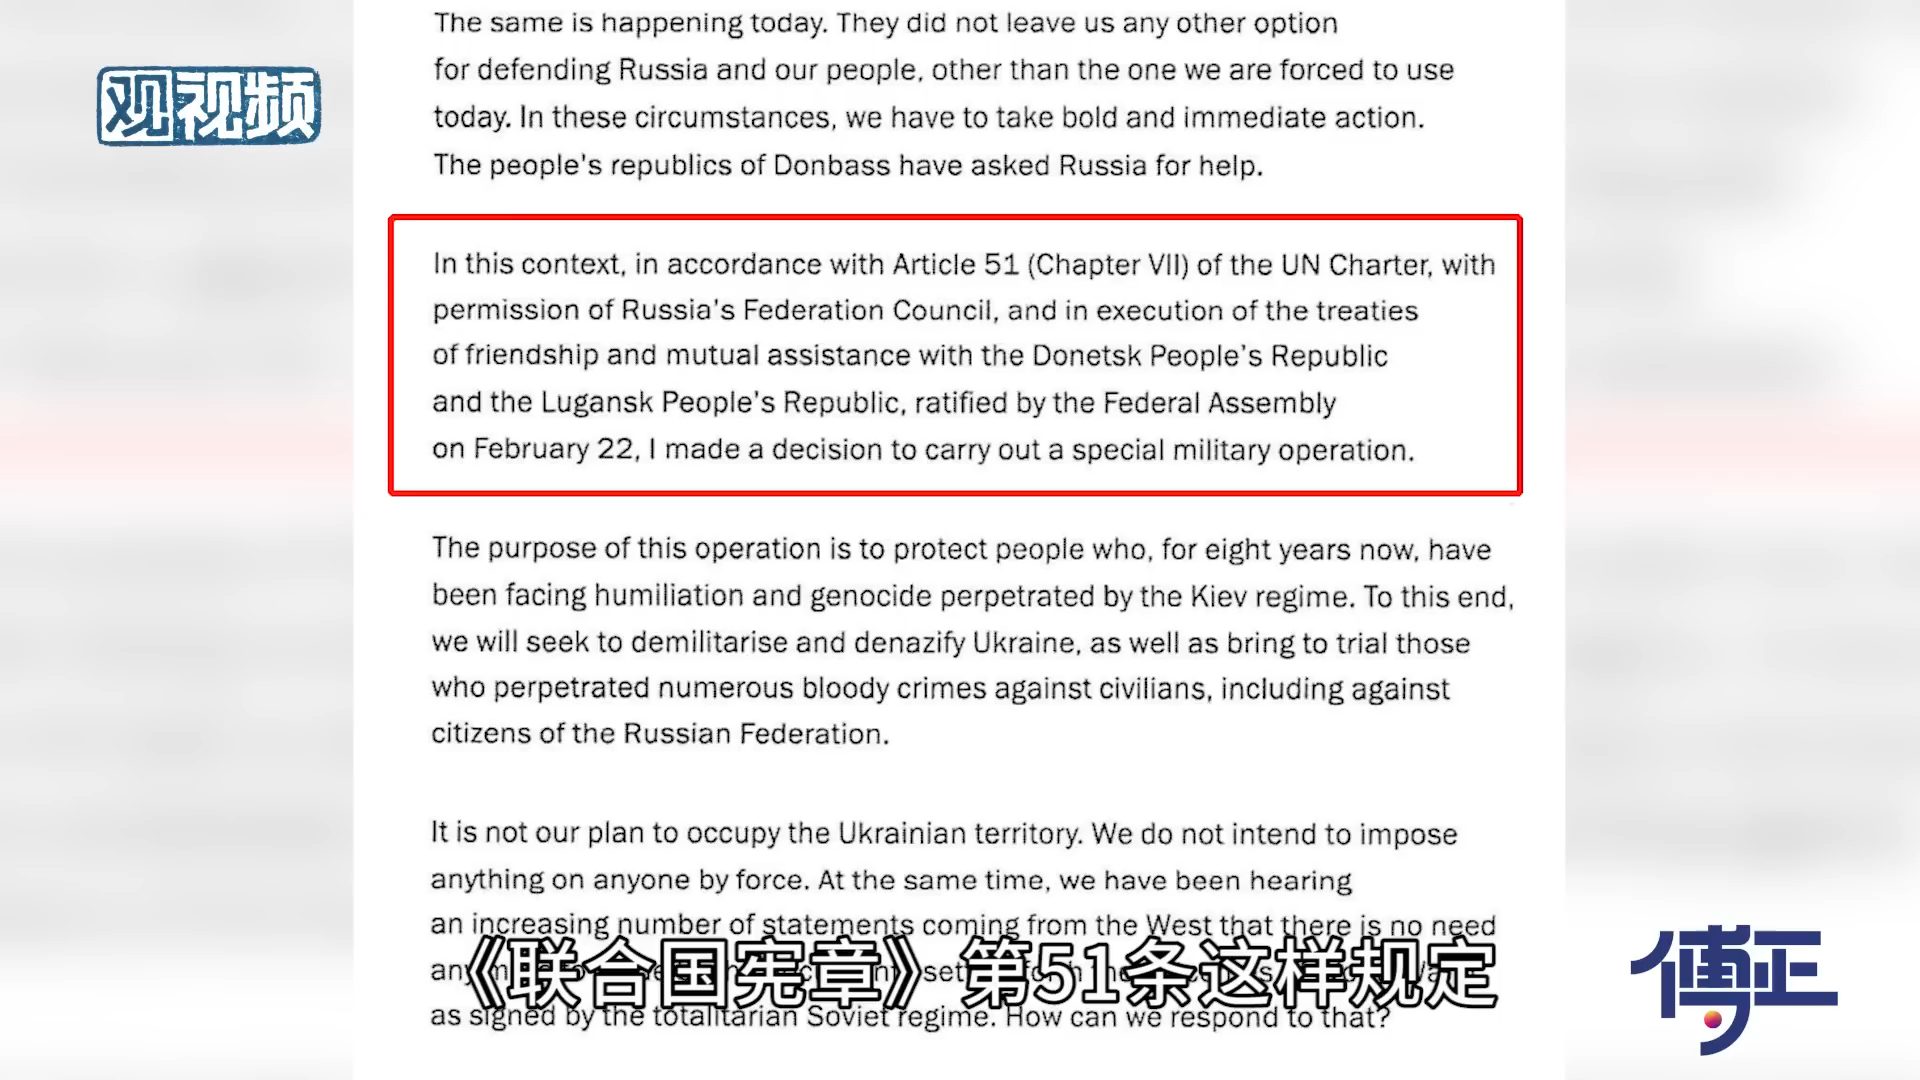 观视频
The same is happening today. They did not leave us any other option
for defending Russia and our people, other than the one we are forced to use
today. In these circumstances, we have to take bold and immediate action.
The people's republics of Donbass have asked Russia for help.
In this context, in accordance with Article 51 (Chapter VII) of the UN Charter, with
permission of Russia's Federation Council, and in execution of the treaties
of friendship and mutual assistance with the Donetsk People's Republic
and the Lugansk People's Republic, ratified by the Federal Assembly
on February 22, I made a decision to carry out a special military operation.
The purpose of this operation is to protect people who, for eight years now, have
been facing humiliation and genocide perpetrated by the Kiev regime. To this end,
we will seek to demilitarise and denazify Ukraine, as well as bring to trial those
who perpetrated numerous bloody crimes against civilians, including against
citizens of the Russian Federation.
It is not our plan to occupy the Ukrainian territory. We do not intend to impose
anything on anyone by force. At the same time, we have been hearing
an increasing number of statements coming from the West that there is no need
《联合国宪章》第51条这样规定
as signed by the totalitarian Soviet regime. How can we respond to that?
傅正